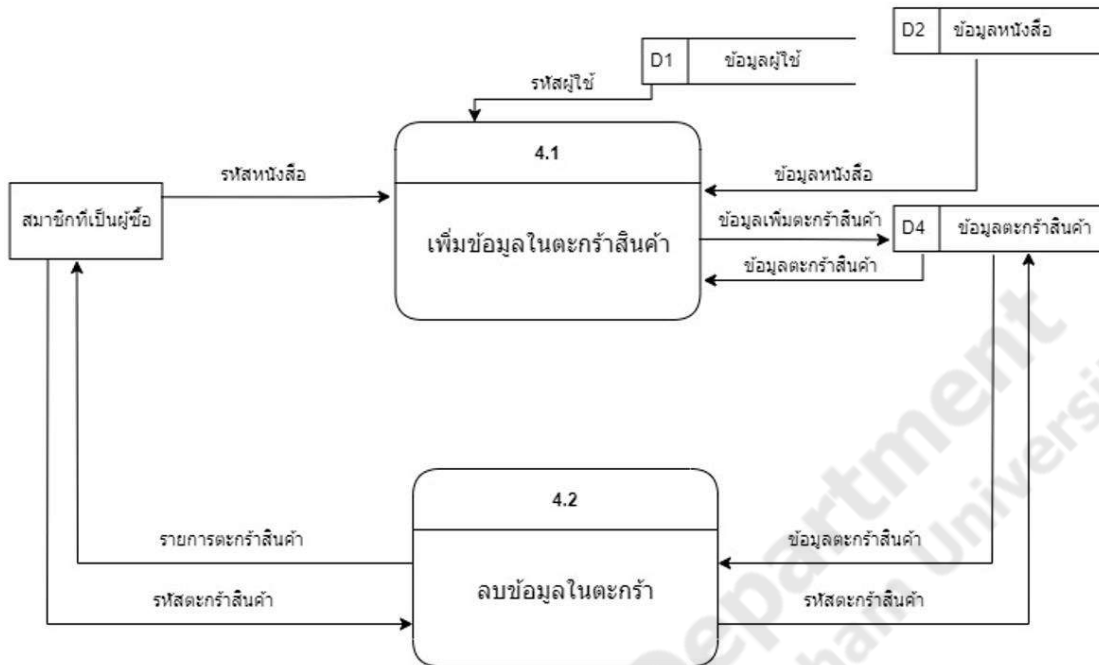 D2 ข้อมูลหนังสือ
D1 ข้อมูลผู้ใช้
รหัสผู้ใช้
4.1
รหัสหนังสือ
ข้อมูลหนังสือ
สมาชิกที่เป็นผู้ซื้อ
เพิ่มข้อมูลในตะกร้าสินค้า
ข้อมูลเพิ่มตะกร้าสินค้า
D4 ข้อมูลตะกร้าสินค้า
ข้อมูลตะกร้าสินค้า
4.2
รายการตะกร้าสินค้า
ข้อมูลตะกร้าสินค้า
ลบข้อมูลในตะกร้า
รหัสตะกร้าสินค้า
รหัสตะกร้าสินค้า
Department